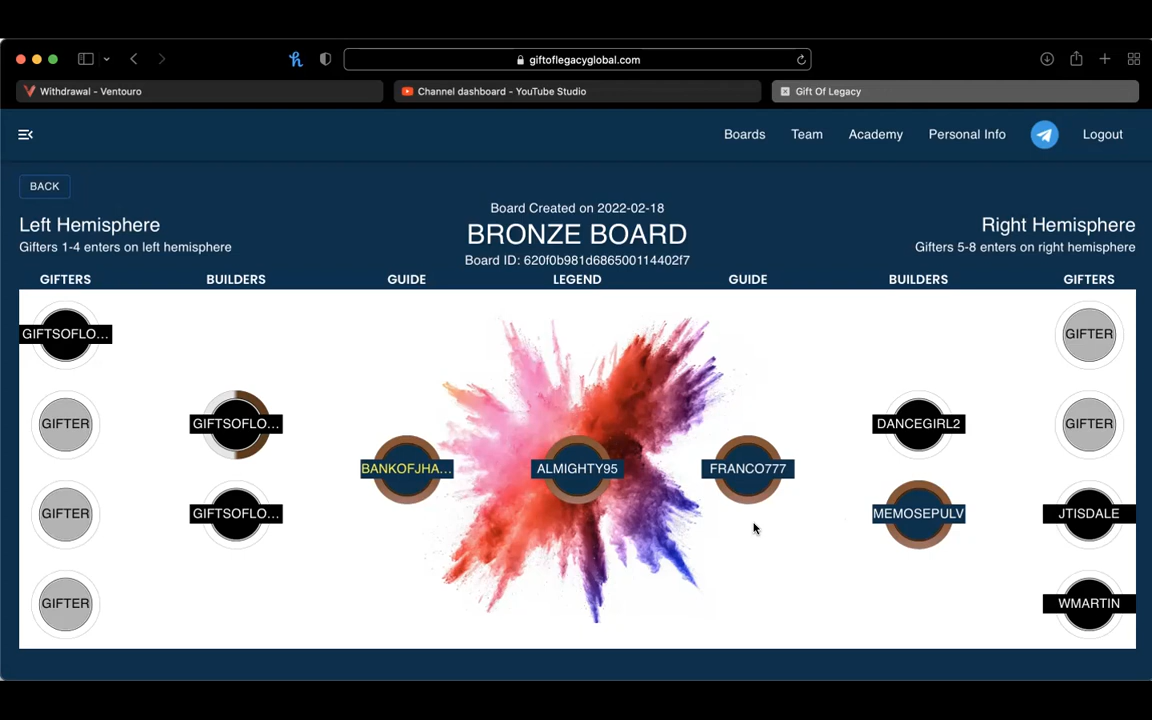 giftoflegacyglobal.com
Withdrawal - Ventouro
Channel dashboard - YouTube Studio
Gift Of Legacy
Boards
Team
Academy
Personal Info
Logout
BACK
Board Created on 2022-02-18
Left Hemisphere
BRONZE BOARD
Right Hemisphere
Gifters 1-4 enters on left hemisphere
Board ID: 620f0b981d686500114402f7
Gifters 5-8 enters on right hemisphere
GIFTERS
BUILDERS
GUIDE
LEGEND
GUIDE
BUILDERS
GIFTERS
GIFTSOFLO...
GIFTER
GIFTER
GIFTSOFLO...
DANCEGIRL2
GIFTER
BANKOFJHA...
ALMIGHTY95
FRANCO777
GIFTER
GIFTSOFLO...
MEMOSEPULV
JTISDALE
GIFTER
WMARTIN